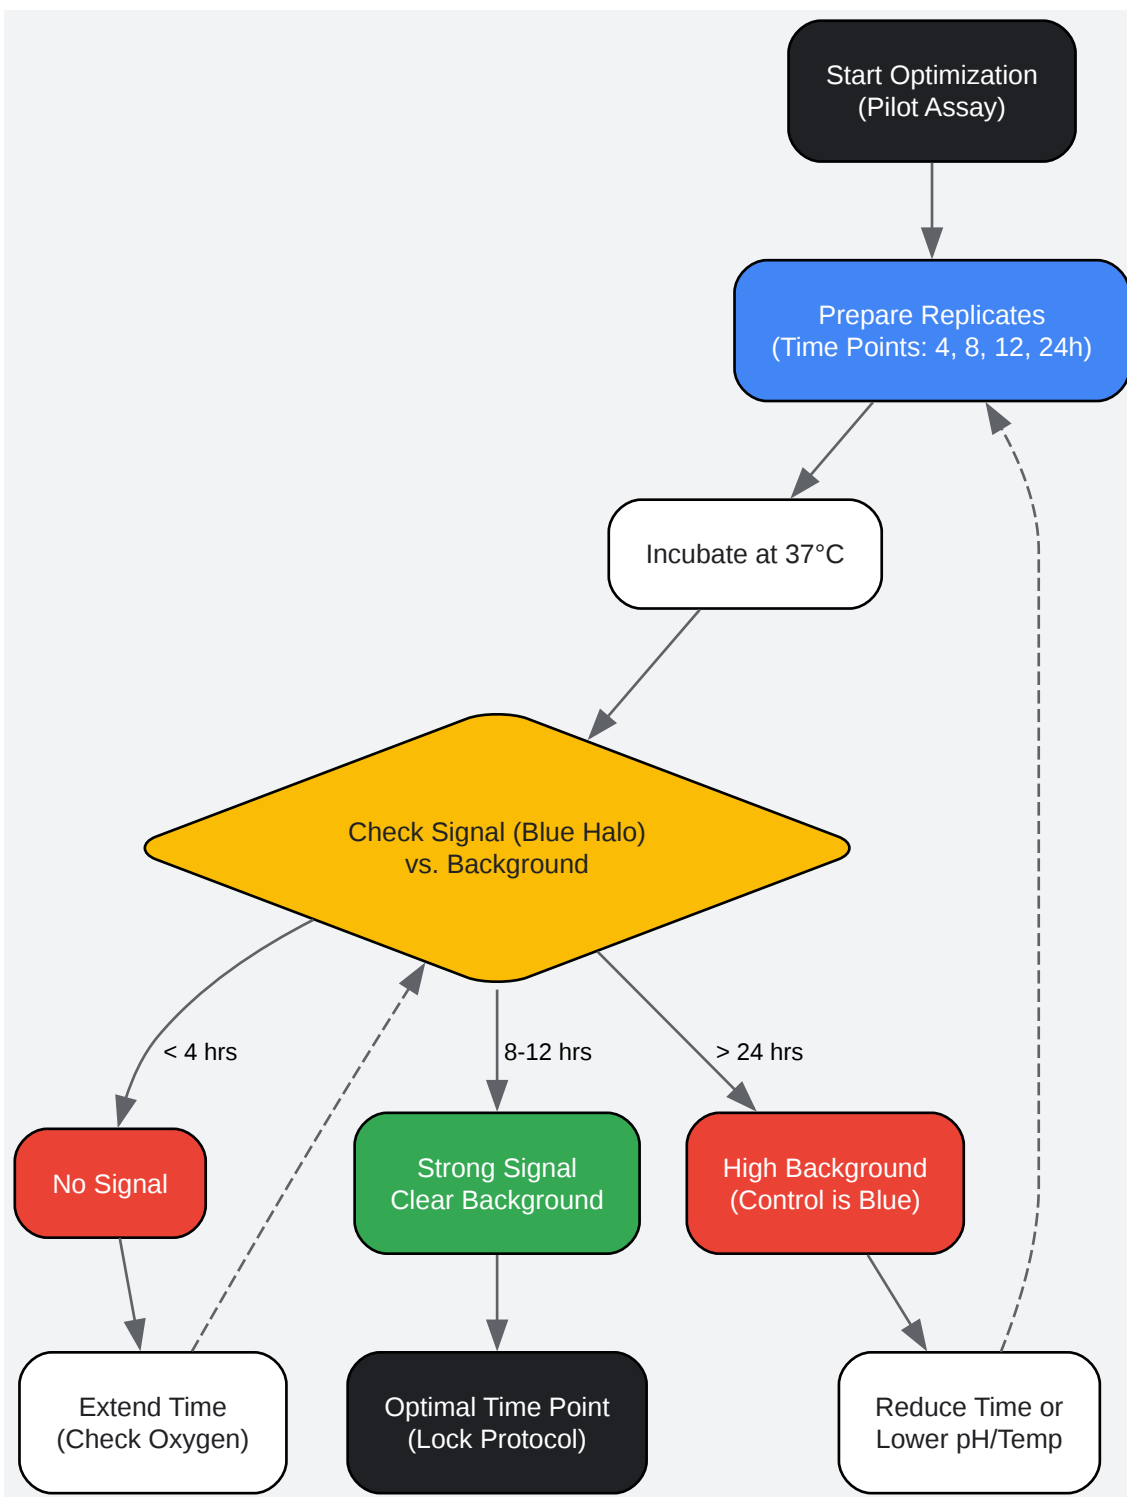 Start Optimization
(Pilot Assay)
Prepare Replicates
(Time Points: 4, 8, 12, 24h)
Incubate at 37°C
Check Signal (Blue Halo)
vs. Background
< 4 hrs
8-12 hrs
> 24 hrs
No Signal
Strong Signal
Clear Background
High Background
(Control is Blue)
Extend Time
(Check Oxygen)
Optimal Time Point
(Lock Protocol)
Reduce Time or
Lower pH/Temp